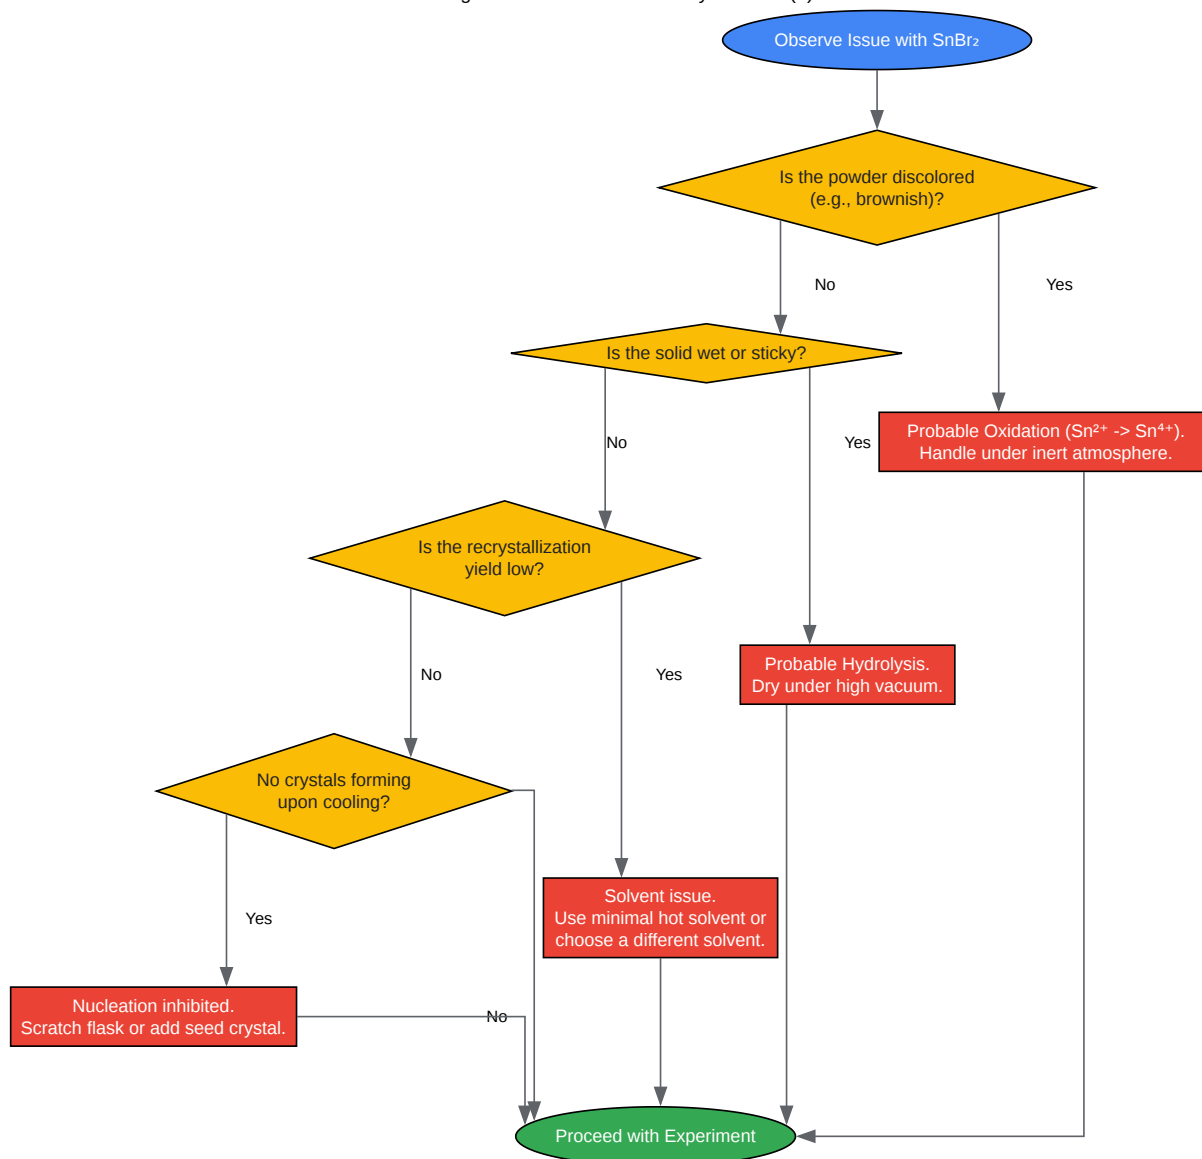 Observe Issue with SnBr₂
Is the powder discolored
(e.g., brownish)?
No
Yes
Is the solid wet or sticky?
No
Yes
Probable Oxidation (Sn²⁺ -> Sn⁴⁺).
Handle under inert atmosphere.
Is the recrystallization
yield low?
No
Yes
Probable Hydrolysis.
Dry under high vacuum.
No crystals forming
upon cooling?
Yes
Solvent issue.
Use minimal hot solvent or
choose a different solvent.
Nucleation inhibited.
Scratch flask or add seed crystal.
No
Proceed with Experiment